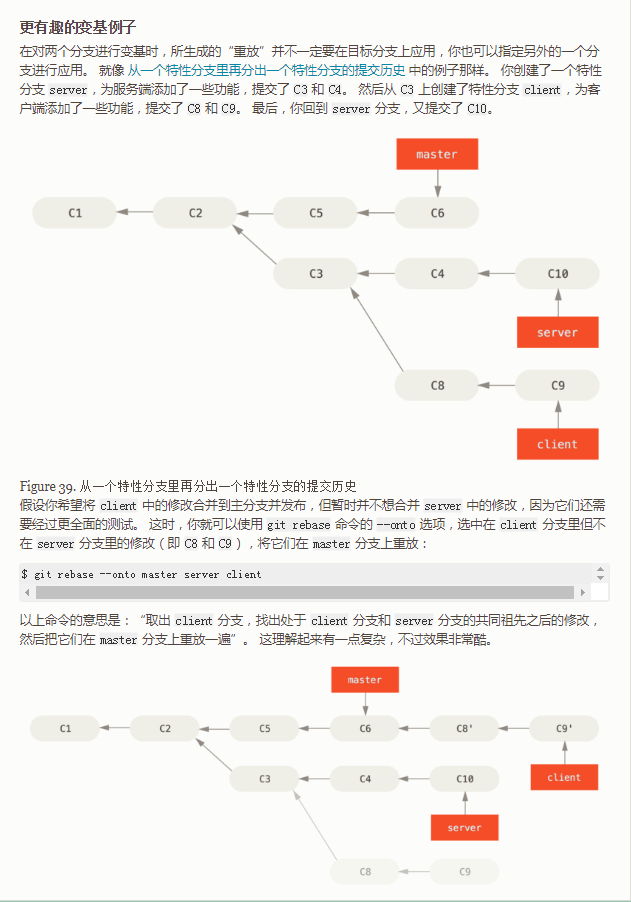 更有趣的变基例子
在对两个分支进行变基时，所生成的“重放”并不一定要在目标分支上应用，你也可以指定另外的一个分
支进行应用。 就像 从一个特性分支里再分出一个特性分支的提交历史 中的例子那样。 你创建了一个特性
分支 server，为服务端添加了一些功能，提交了 C3 和 C4。 然后从 C3 上创建了特性分支 client，为客
户端添加了一些功能，提交了 C8 和 C9。 最后，你回到 server 分支，又提交了 C10。
master
C1 C2 C5 C6
C3 C4 C10
server
C8 C9
client
Figure 39. 从一个特性分支里再分出一个特性分支的提交历史
假设你希望将 client 中的修改合并到主分支并发布，但暂时并不想合并 server 中的修改，因为它们还需
要经过更全面的测试。 这时，你就可以使用 git rebase 命令的 --onto 选项，选中在 client 分支里但不
在 server 分支里的修改（即 C8 和 C9），将它们在 master 分支上重放：
$ git rebase --onto master server client
以上命令的意思是：“取出 client 分支，找出处于 client 分支和 server 分支的共同祖先之后的修改，
然后把它们在 master 分支上重放一遍”。 这理解起来有一点复杂，不过效果非常酷。
master
C1 C2 C5 C6 C8' C9'
C3 C4 C10 client
server
C8 C9